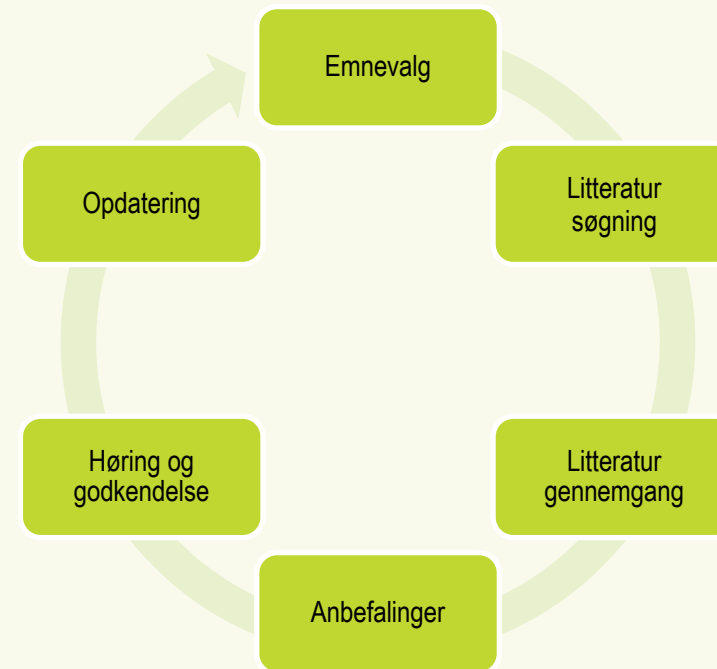 Emnevalg
Litteratur
søgning
Litteratur
gennemgang
Anbefalinger
Høring og
godkendelse
Opdatering